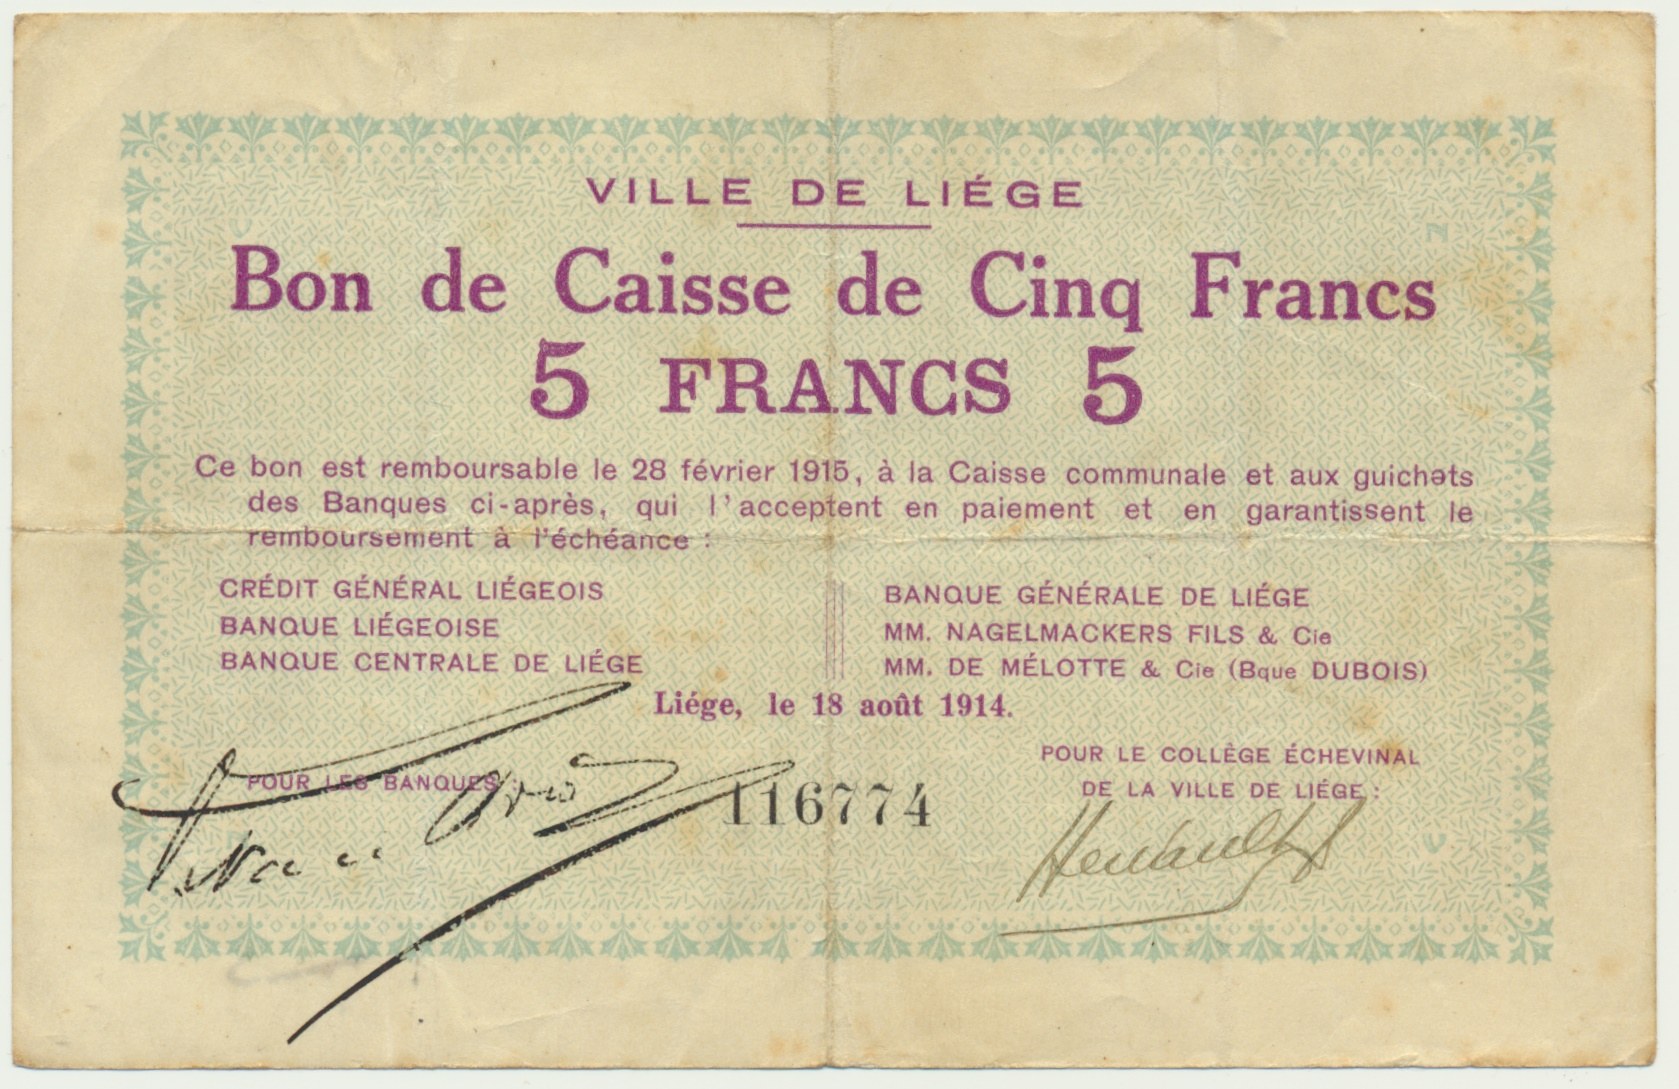 VILLE DE LIÉGE
Bon de Caisse de Cinq Francs
5 FRANCS 5
Ce bon est remboursable le 28 février 1915, à la Caisse communale et aux guichets
des Banques ci-après, qui l'acceptent en paiement et en garantissent le
remboursement à l'échéance :
CRÉDIT GÉNÉRAL LIÉGEOIS
BANQUE LIÉGEOISE
BANQUE CENTRALE DE LIÉGE
BANQUE GÉNÉRALE DE LIÉGE
MM. NAGELMACKERS FILS & Cie
MM. DE MÉLOTTE & Cie (Bque DUBOIS)
Liége, le 18 août 1914.
POUR LES BANQUES :
116774
POUR LE COLLÈGE ÉCHEVINAL
DE LA VILLE DE LIÉGE :